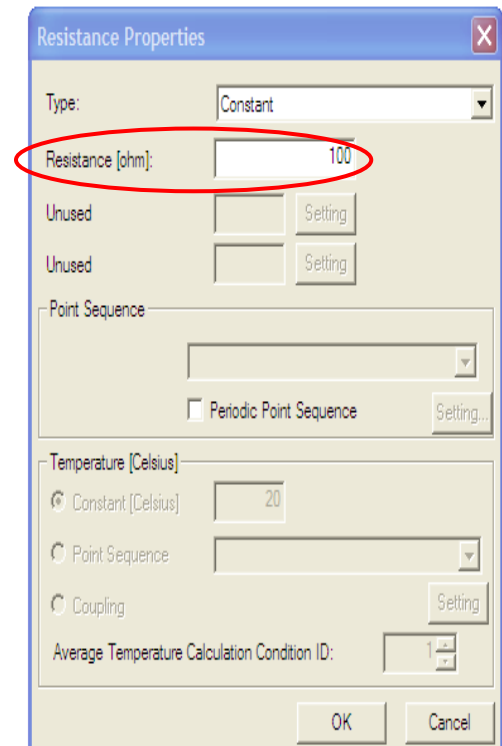 Resistance Properties
Type: Constant
Resistance [ohm]: 100
Unused Setting
Unused Setting
Point Sequence
Periodic Point Sequence Setting...
Temperature [Celsius]
Constant [Celsius] 20
Point Sequence
Coupling Setting
Average Temperature Calculation Condition ID: 1
OK Cancel